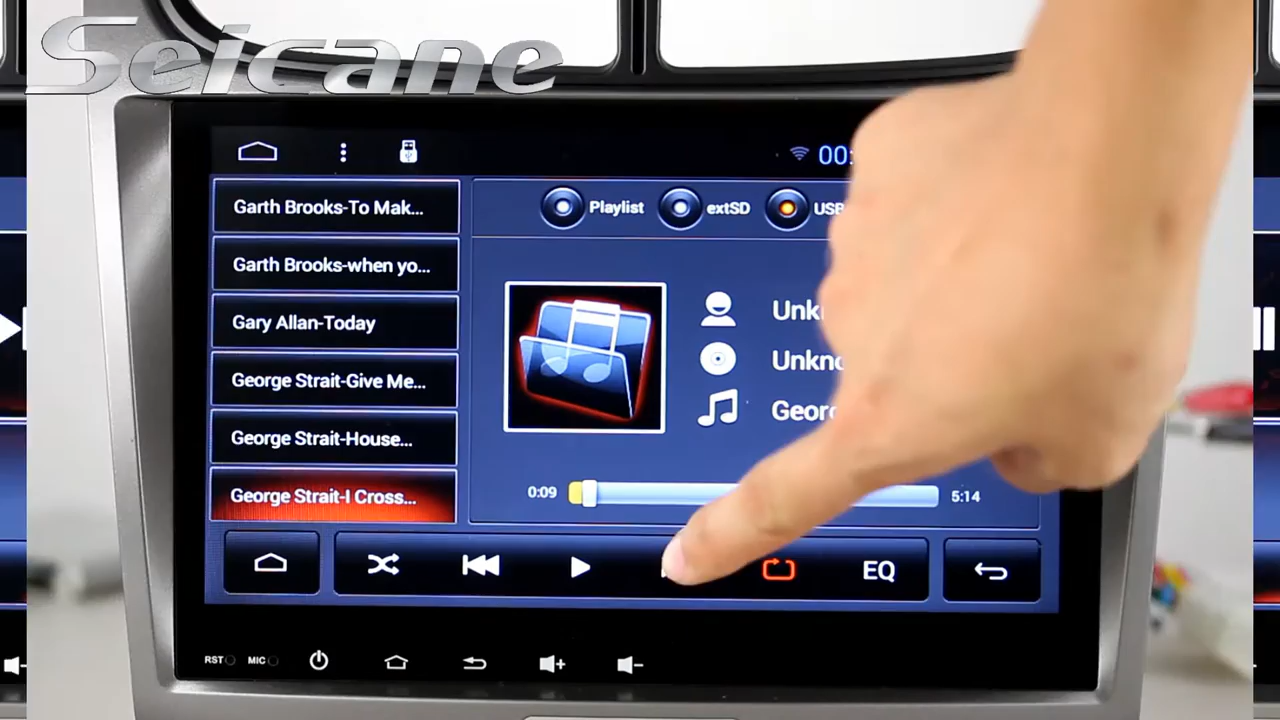 Seicane
00:
Garth Brooks-To Mak...
Playlist
extSD
USB
Garth Brooks-when yo...
Gary Allan-Today
George Strait-Give Me...
George Strait-House...
George Strait-I Cross...
0:09
5:14
EQ
RST
MIC